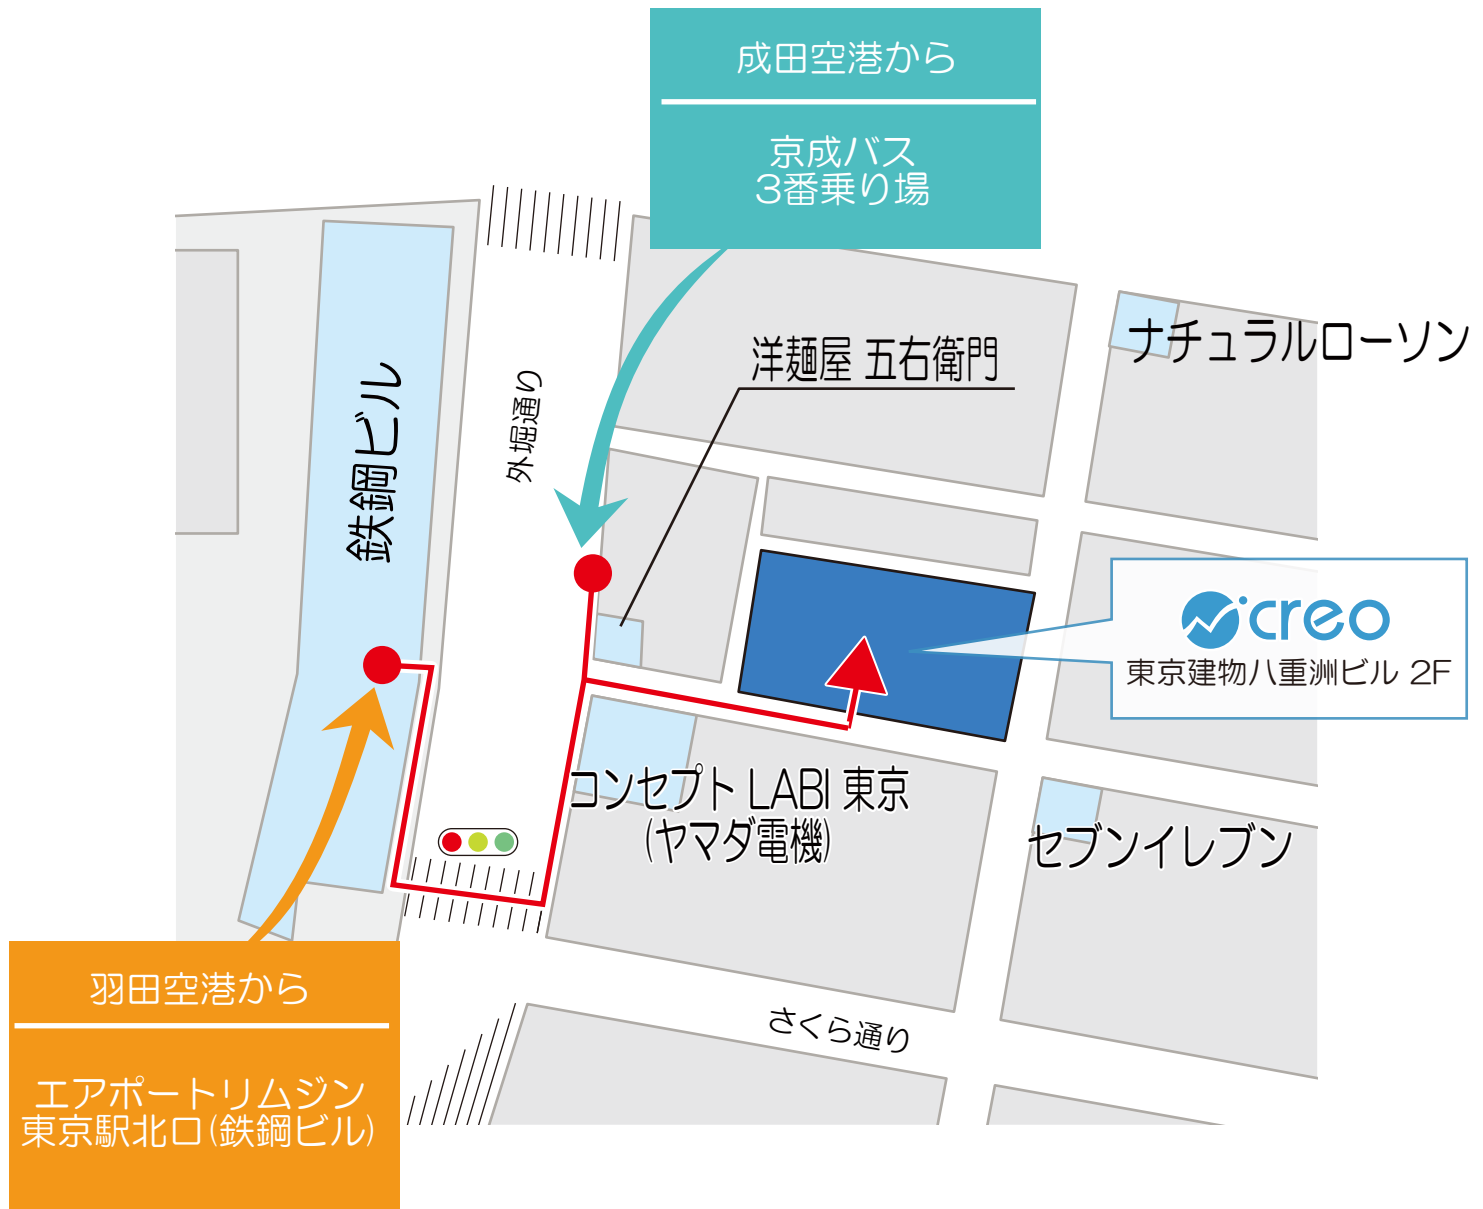 成田空港から
京成バス
3番乗り場
洋麺屋 五右衛門
ナチュラルローソン
外堀通り
鉄鋼ビル
creo
東京建物八重洲ビル 2F
コンセプト LABI 東京
(ヤマダ電機)
セブンイレブン
さくら通り
羽田空港から
エアポートリムジン
東京駅北口(鉄鋼ビル)